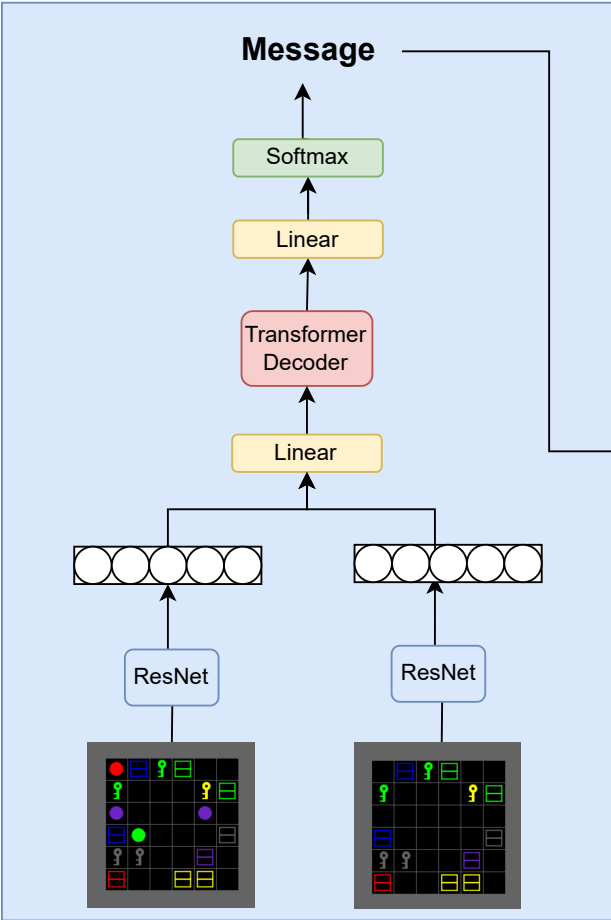 Message
Softmax
Linear
Transformer
Decoder
Linear
ResNet
ResNet